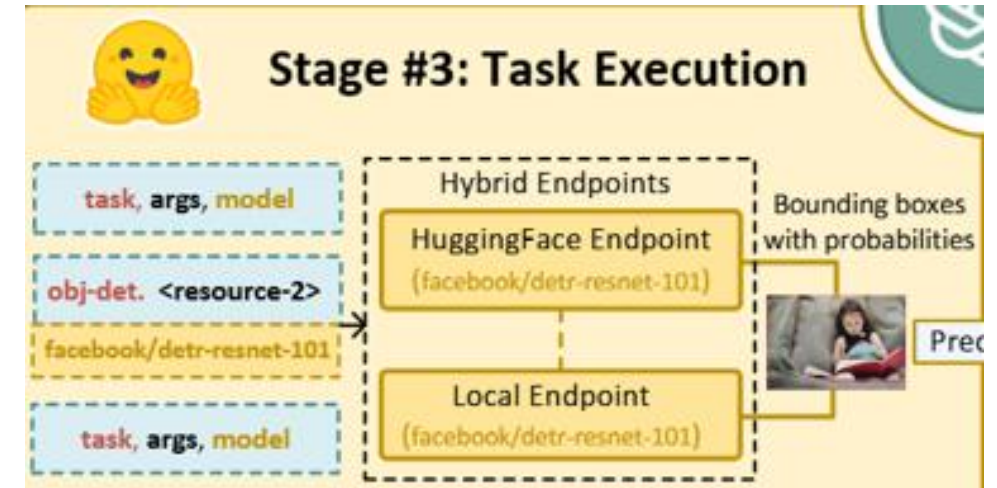 Stage #3: Task Execution
task, args, model
obj-det. <resource-2>
facebook/detr-resnet-101
task, args, model
Hybrid Endpoints
HuggingFace Endpoint
(facebook/detr-resnet-101)
Local Endpoint
(facebook/detr-resnet-101)
Bounding boxes
with probabilities